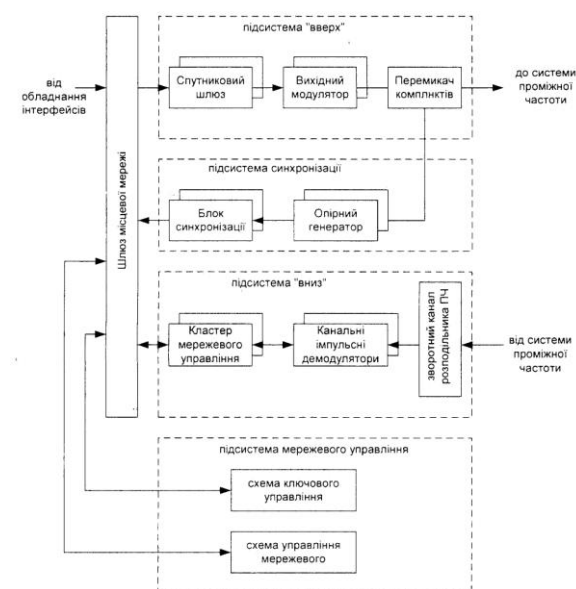 підсистема "вверх"
від
обладнання
інтерфейсів
Спутниковий
шлюз
Вихідний
модулятор
Перемикач
комплнктів
до системи
проміжної
частоти
Шлюз місцевої мережі
підсистема синхронізації
Блок
синхронізації
Опірний
генератор
підсистема "вниз"
Кластер
мережевого
управління
Канальні
імпульсні
демодулятори
зворотний канал
розподільника ПЧ
від системи
проміжної
частоти
підсистема мережевого управління
схема ключового
управління
схема управління
мережевого